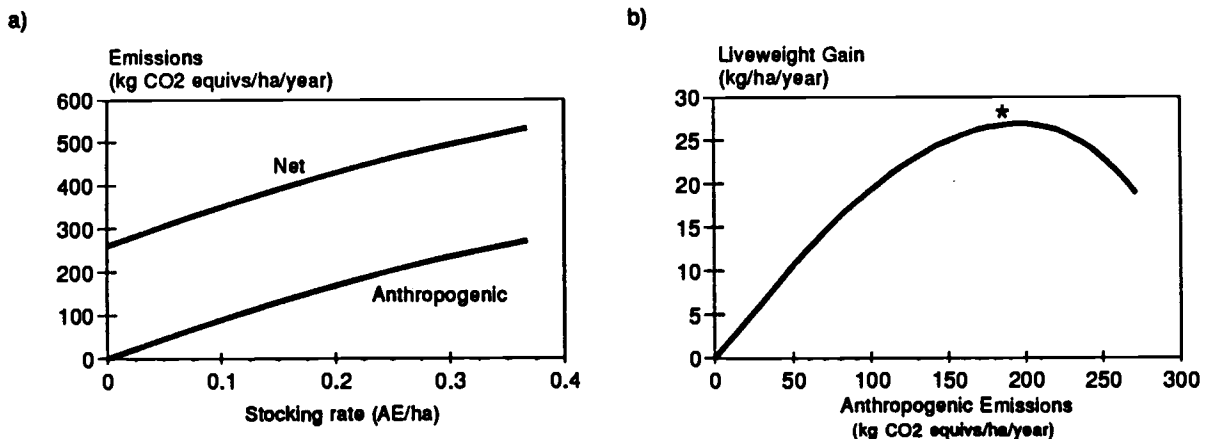 a)
Emissions
(kg CO2 equivs/ha/year)
600
500
400
300
200
100
0
Net
Anthropogenic
0 0.1 0.2 0.3 0.4
Stocking rate (AE/ha)
b)
Liveweight Gain
(kg/ha/year)
30
25
20
15
10
5
0
*
0 50 100 150 200 250 300
Anthropogenic Emissions
(kg CO2 equivs/ha/year)